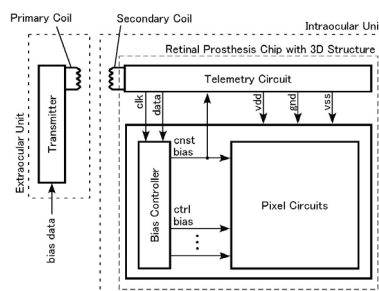 Primary Coil
Secondary Coil
Intraocular Uni
Retinal Prosthesis Chip with 3D Structure
Telemetry Circuit
Extraocular Unit
Transmitter
clk
data
vdd
gnd
vss
cnst
bias
Bias Controller
Pixel Circuits
ctrl
bias
bias data